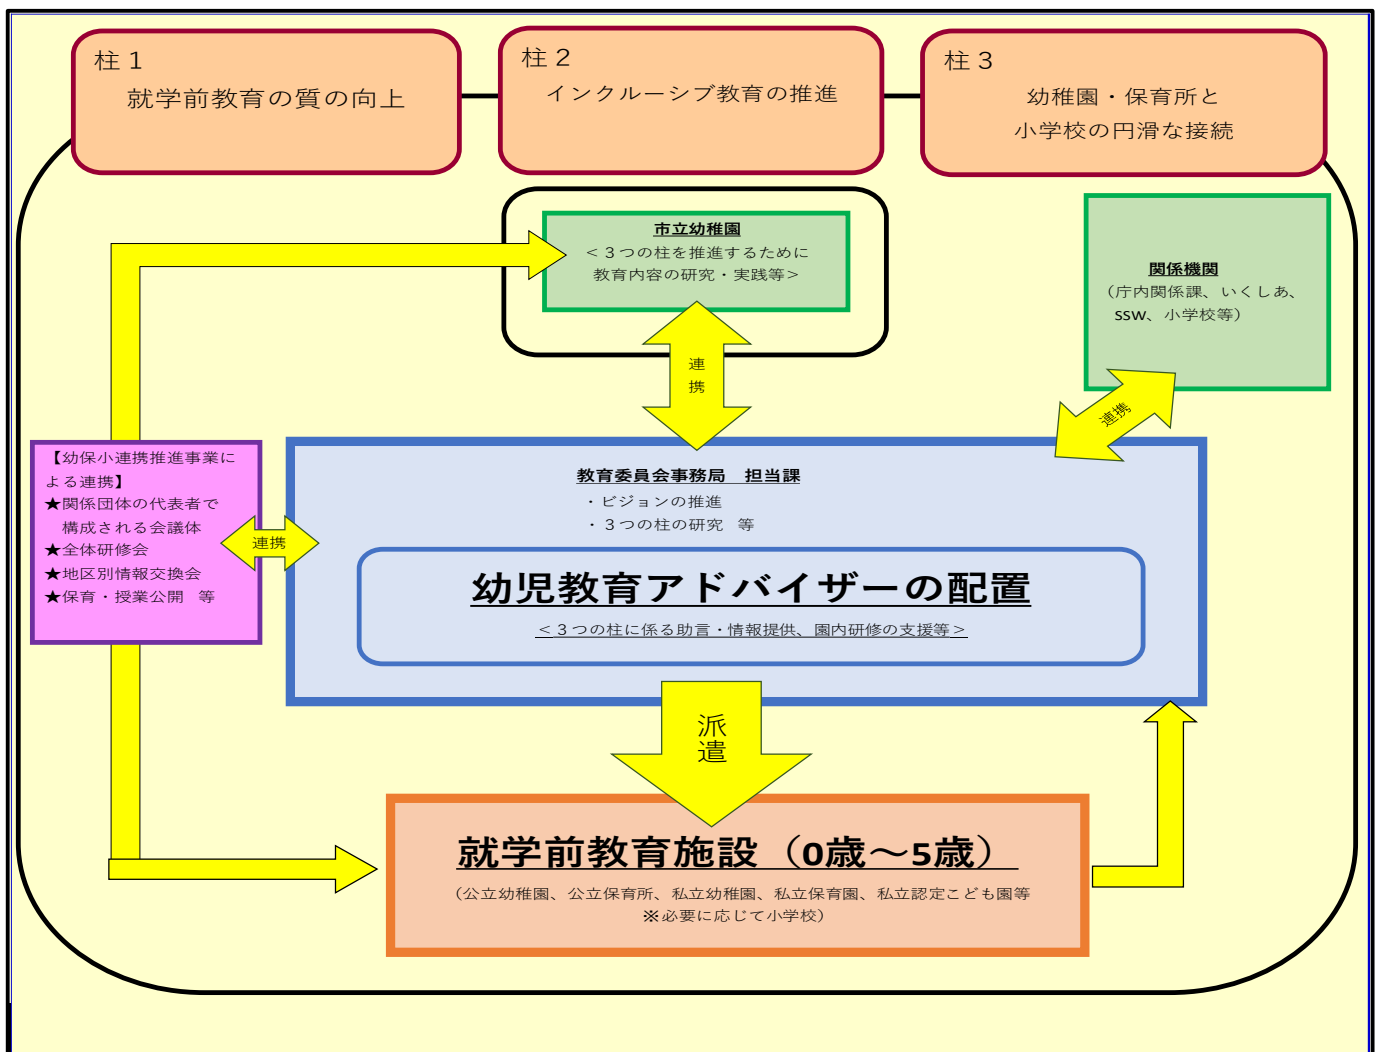 柱１
就学前教育の質の向上
柱２
インクルーシブ教育の推進
柱３
幼稚園・保育所と
小学校の円滑な接続
市立幼稚園
＜３つの柱を推進するために
教育内容の研究・実践等＞
関係機関
（庁内関係課、いくしあ、
SSW、小学校等）
連
携
連携
【幼保小連携推進事業に
よる連携】
★関係団体の代表者で
構成される会議体
★全体研修会
★地区別情報交換会
★保育・授業公開　等
連携
教育委員会事務局　担当課
・ビジョンの推進
・３つの柱の研究　等
幼児教育アドバイザーの配置
＜３つの柱に係る助言・情報提供、園内研修の支援等＞
派
遣
就学前教育施設（0歳～5歳）
（公立幼稚園、公立保育所、私立幼稚園、私立保育園、私立認定こども園等
※必要に応じて小学校）